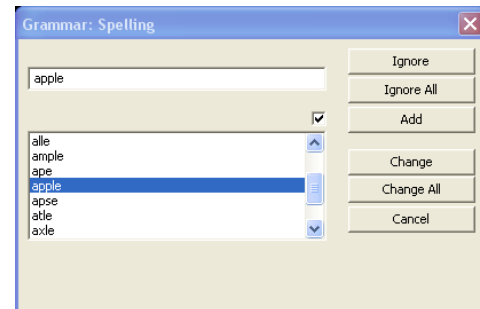 Grammar: Spelling
apple
Ignore
Ignore All
Add
alle
ample
ape
apple
apse
atle
axle
Change
Change All
Cancel